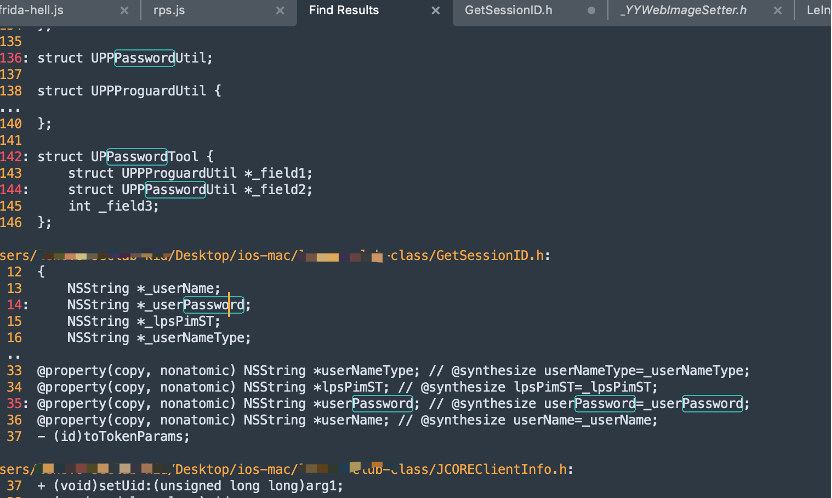 frida-hell.js × rps.js × Find Results × GetSessionID.h _YYWebImageSetter.h × LeIn
135
136: struct UPPPasswordUtil;
137
138 struct UPPProguardUtil {
...
140 };
141
142: struct UPPasswordTool {
143 struct UPPProguardUtil *_field1;
144: struct UPPPasswordUtil *_field2;
145 int _field3;
146 };
/Desktop/ios-mac/ -class/GetSessionID.h:
12 {
13 NSString *_userName;
14: NSString *_userPassword;
15 NSString *_lpsPimST;
16 NSString *_userNameType;
..
33 @property(copy, nonatomic) NSString *userNameType; // @synthesize userNameType=_userNameType;
34 @property(copy, nonatomic) NSString *lpsPimST; // @synthesize lpsPimST=_lpsPimST;
35: @property(copy, nonatomic) NSString *userPassword; // @synthesize userPassword=_userPassword;
36 @property(copy, nonatomic) NSString *userName; // @synthesize userName=_userName;
37 - (id)toTokenParams;
sers/ /Desktop/ios-mac/ -class/JCOREClientInfo.h:
37 + (void)setUid:(unsigned long long)arg1;